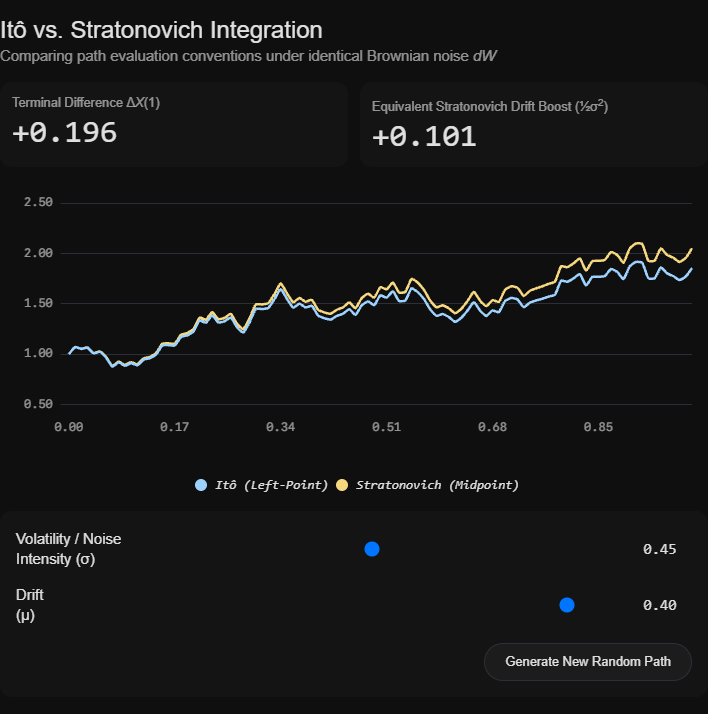 Itô vs. Stratonovich Integration
Comparing path evaluation conventions under identical Brownian noise dW
Terminal Difference ΔX(1)
+0.196
Equivalent Stratonovich Drift Boost (½σ²)
+0.101
2.50
2.00
1.50
1.00
0.50
0.00 0.17 0.34 0.51 0.68 0.85
Itô (Left-Point) Stratonovich (Midpoint)
Volatility / Noise
Intensity (σ)
0.45
Drift
(μ)
0.40
Generate New Random Path